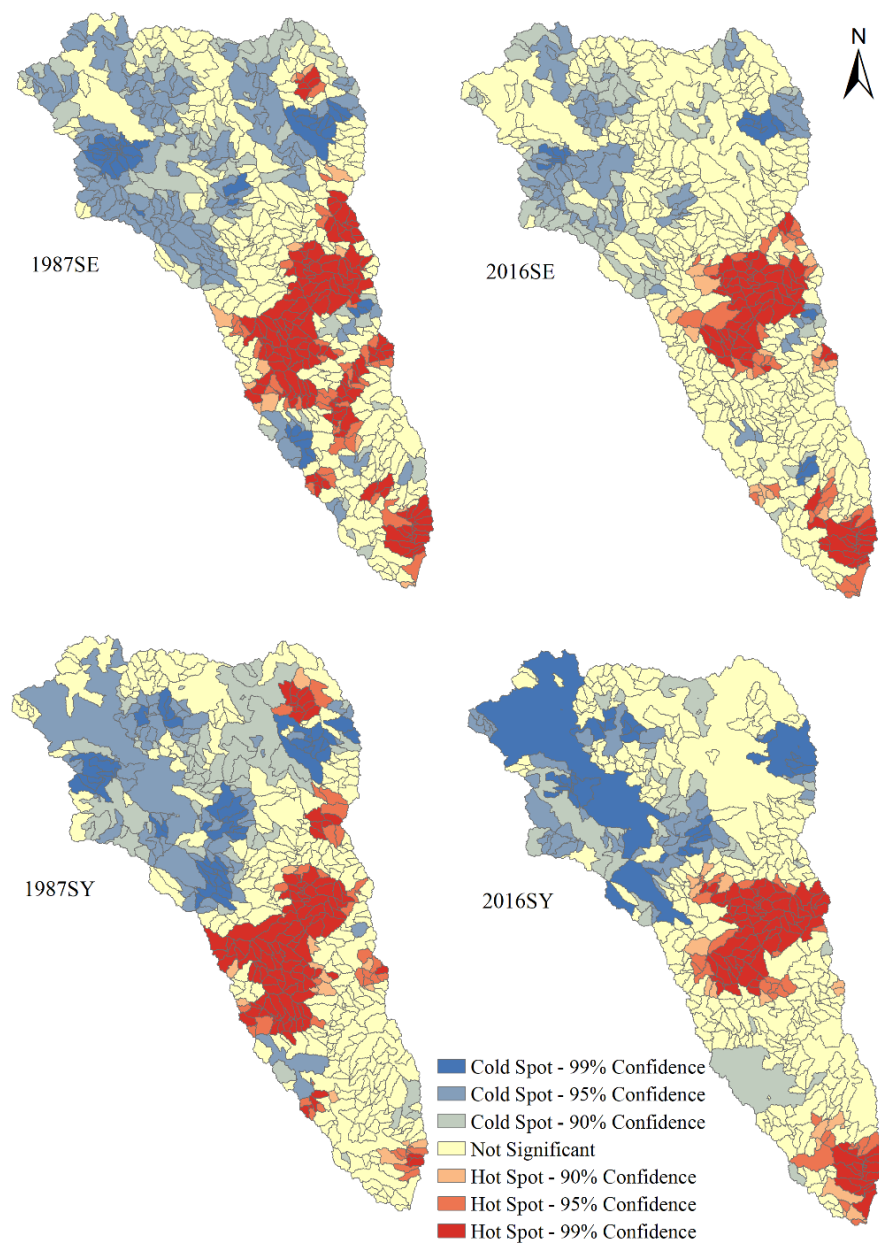 N
1987SE
2016SE
1987SY
2016SY
Cold Spot - 99% Confidence
Cold Spot - 95% Confidence
Cold Spot - 90% Confidence
Not Significant
Hot Spot - 90% Confidence
Hot Spot - 95% Confidence
Hot Spot - 99% Confidence